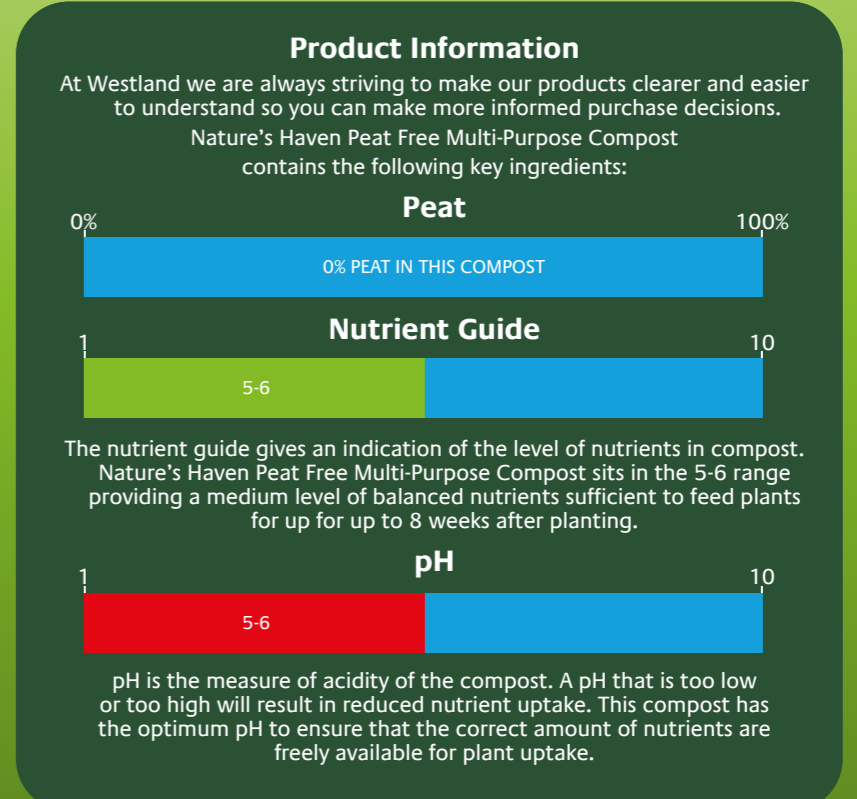 Product Information
At Westland we are always striving to make our products clearer and easier
to understand so you can make more informed purchase decisions.
Nature's Haven Peat Free Multi-Purpose Compost
contains the following key ingredients:
Peat
0% 100%
0% PEAT IN THIS COMPOST
Nutrient Guide
1 10
5-6
The nutrient guide gives an indication of the level of nutrients in compost.
Nature's Haven Peat Free Multi-Purpose Compost sits in the 5-6 range
providing a medium level of balanced nutrients sufficient to feed plants
for up for up to 8 weeks after planting.
pH
1 10
5-6
pH is the measure of acidity of the compost. A pH that is too low
or too high will result in reduced nutrient uptake. This compost has
the optimum pH to ensure that the correct amount of nutrients are
freely available for plant uptake.